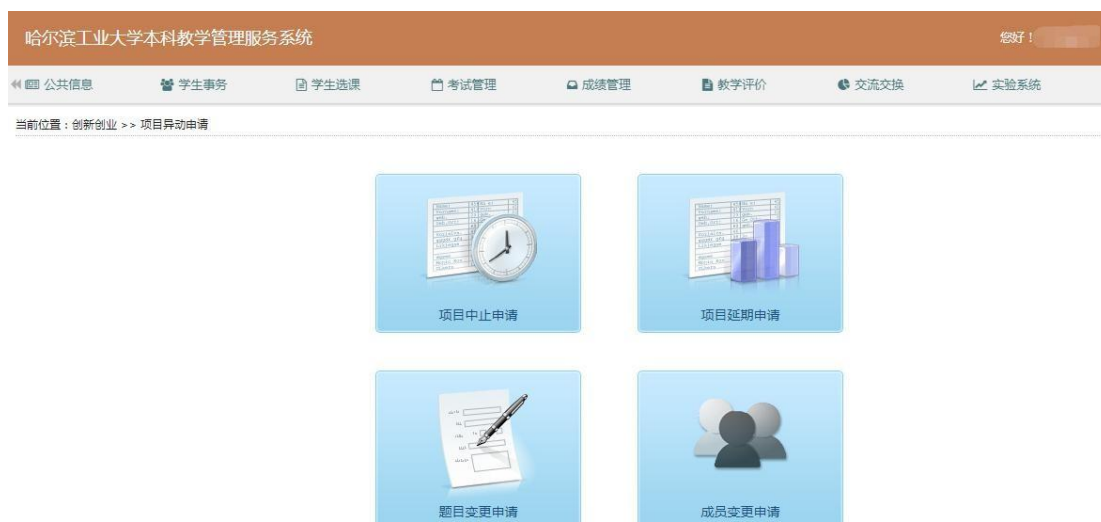 哈尔滨工业大学本科教学管理服务系统 您好！
公共信息 学生事务 学生选课 考试管理 成绩管理 教学评价 交流交换 实验系统
当前位置：创新创业 >> 项目异动申请
项目中止申请 项目延期申请
题目变更申请 成员变更申请